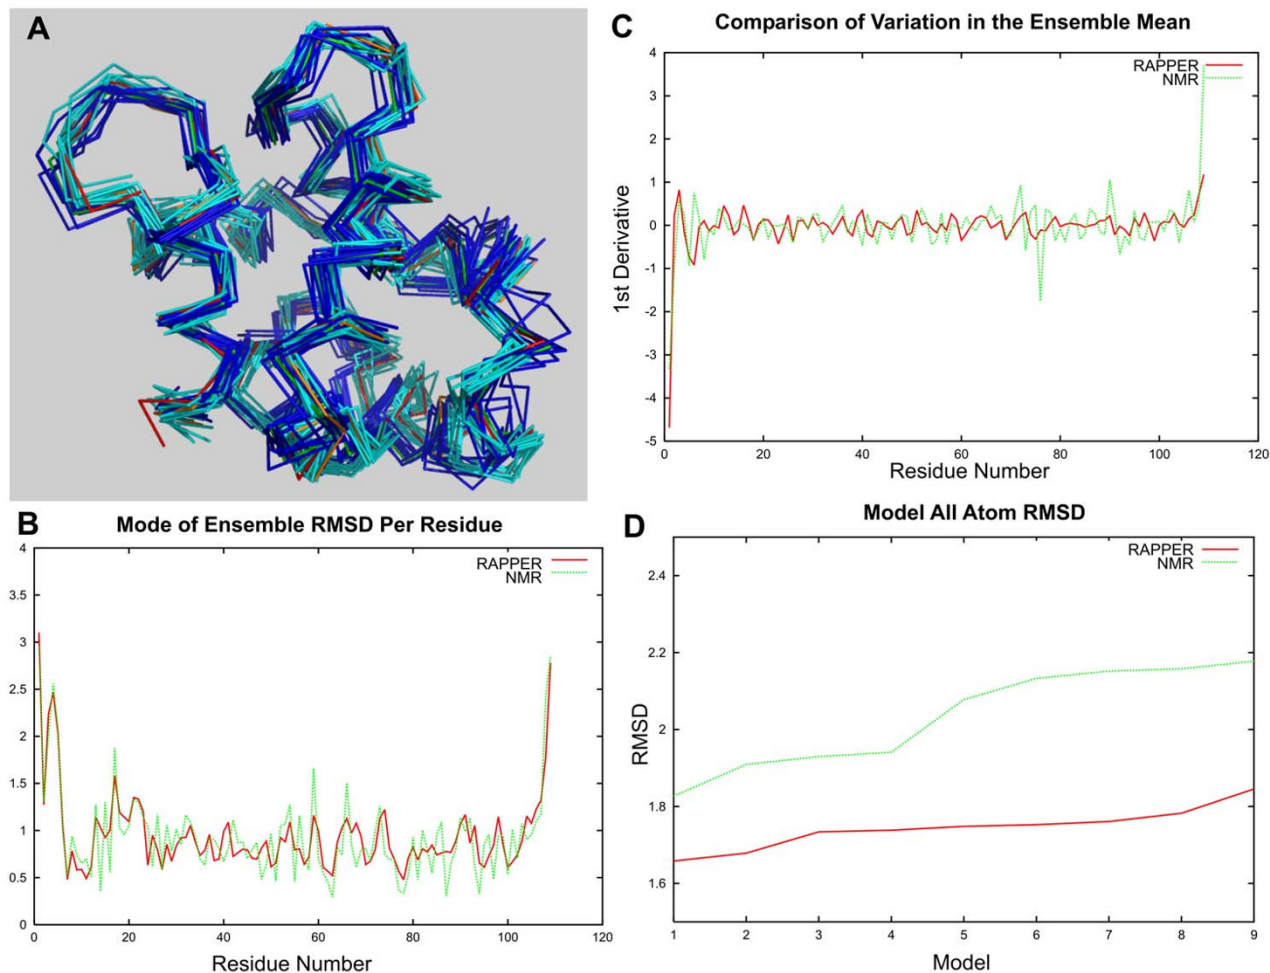 A
C
Comparison of Variation in the Ensemble Mean
RAPPER
NMR
4
3
2
1
0
-1
-2
-3
-4
-5
1st Derivative
0
20
40
60
80
100
120
Residue Number
B
Mode of Ensemble RMSD Per Residue
RAPPER
NMR
4
3.5
3
2.5
2
1.5
1
0.5
0
0
20
40
60
80
100
120
Residue Number
D
Model All Atom RMSD
RAPPER
NMR
2.4
2.2
2
1.8
1.6
RMSD
1
2
3
4
5
6
7
8
9
Model